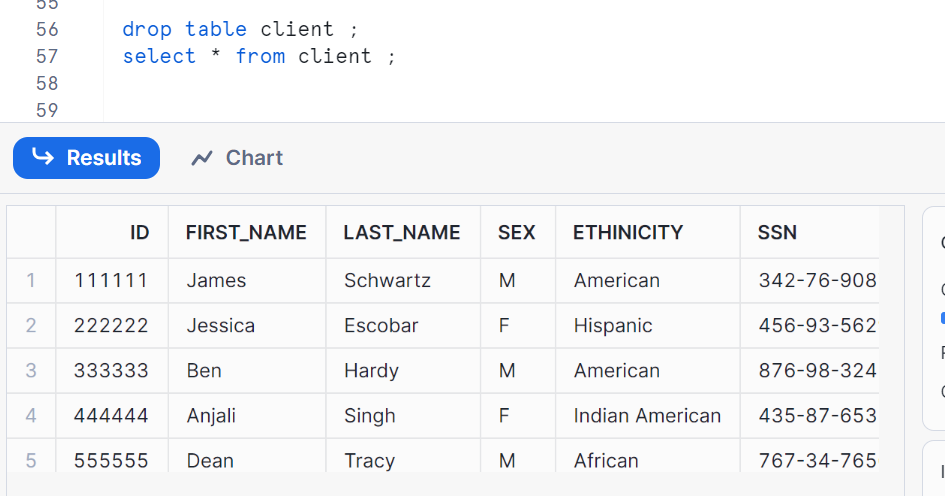 55
56 drop table client ;
57 select * from client ;
58
59
Results Chart
ID FIRST_NAME LAST_NAME SEX ETHINICITY SSN
1 111111 James Schwartz M American 342-76-908
2 222222 Jessica Escobar F Hispanic 456-93-562
3 333333 Ben Hardy M American 876-98-324
4 444444 Anjali Singh F Indian American 435-87-653
5 555555 Dean Tracy M African 767-34-765